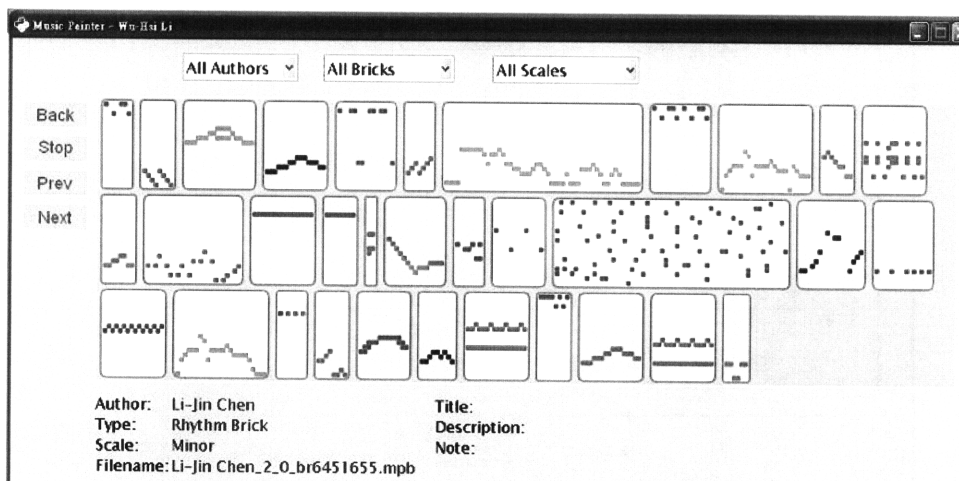 Music Painter - Wu-Hsi Li
All Authors All Bricks All Scales
Back
Stop
Prev
Next
Author: Li-Jin Chen
Type: Rhythm Brick
Scale: Minor
Filename: Li-Jin Chen_2_0_br6451655.mpb
Title:
Description:
Note: